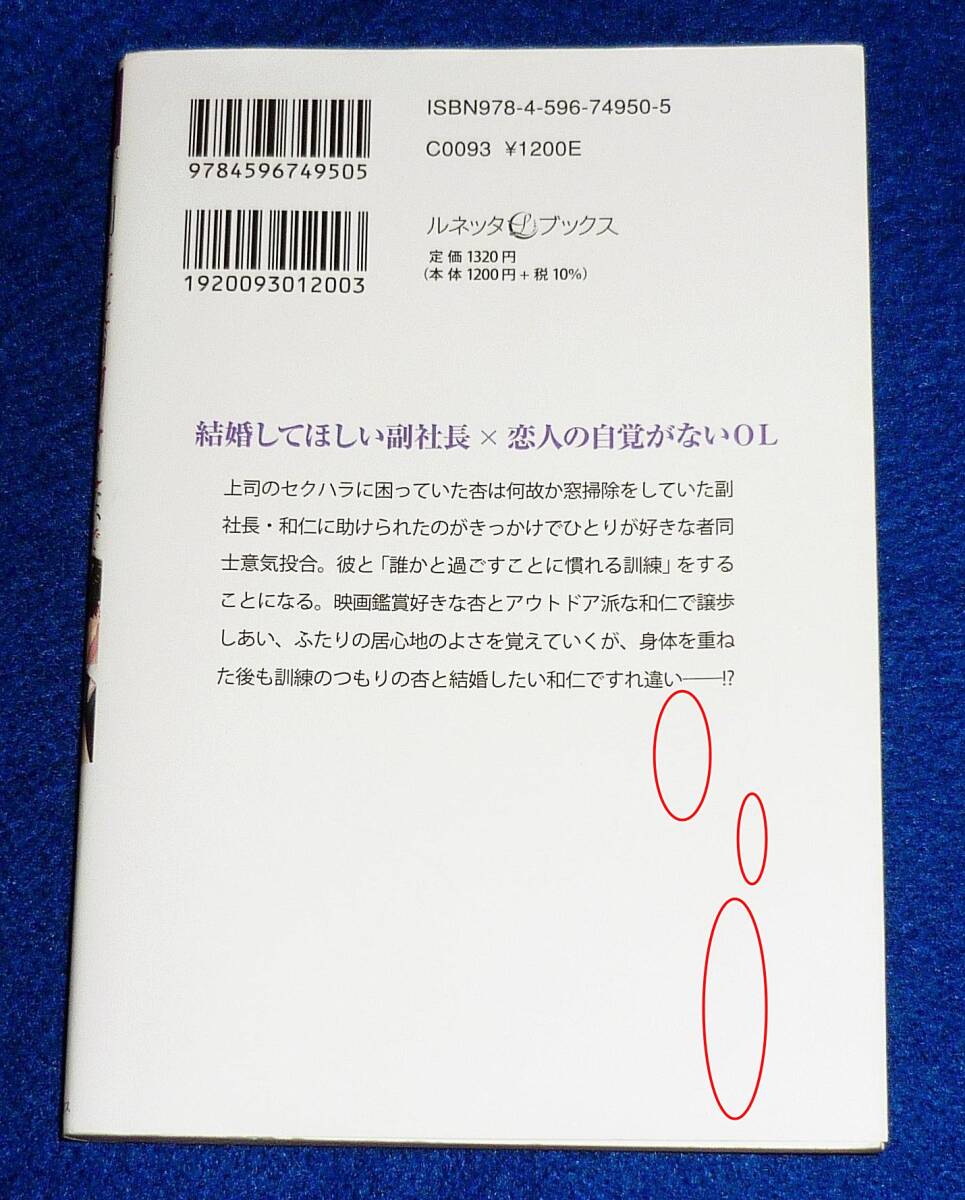 9784596749505
ISBN978-4-596-74950-5
C0093 ¥1200E
1920093012003
ルネッタブックス
定価1320円
（本体1200円+税10%）
結婚してほしい副社長×恋人の自覚がないOL
上司のセクハラに困っていた杏は何故か窓掃除をしていた副
社長・和仁に助けられたのがきっかけでひとりが好きな者同
士意気投合。彼と「誰かと過ごすことに慣れる訓練」をする
ことになる。映画鑑賞好きな杏とアウトドア派な和仁で譲歩
しあい、ふたりの居心地のよさを覚えていくが、身体を重ね
た後も訓練のつもりの杏と結婚したい和仁ですれ違い――!?